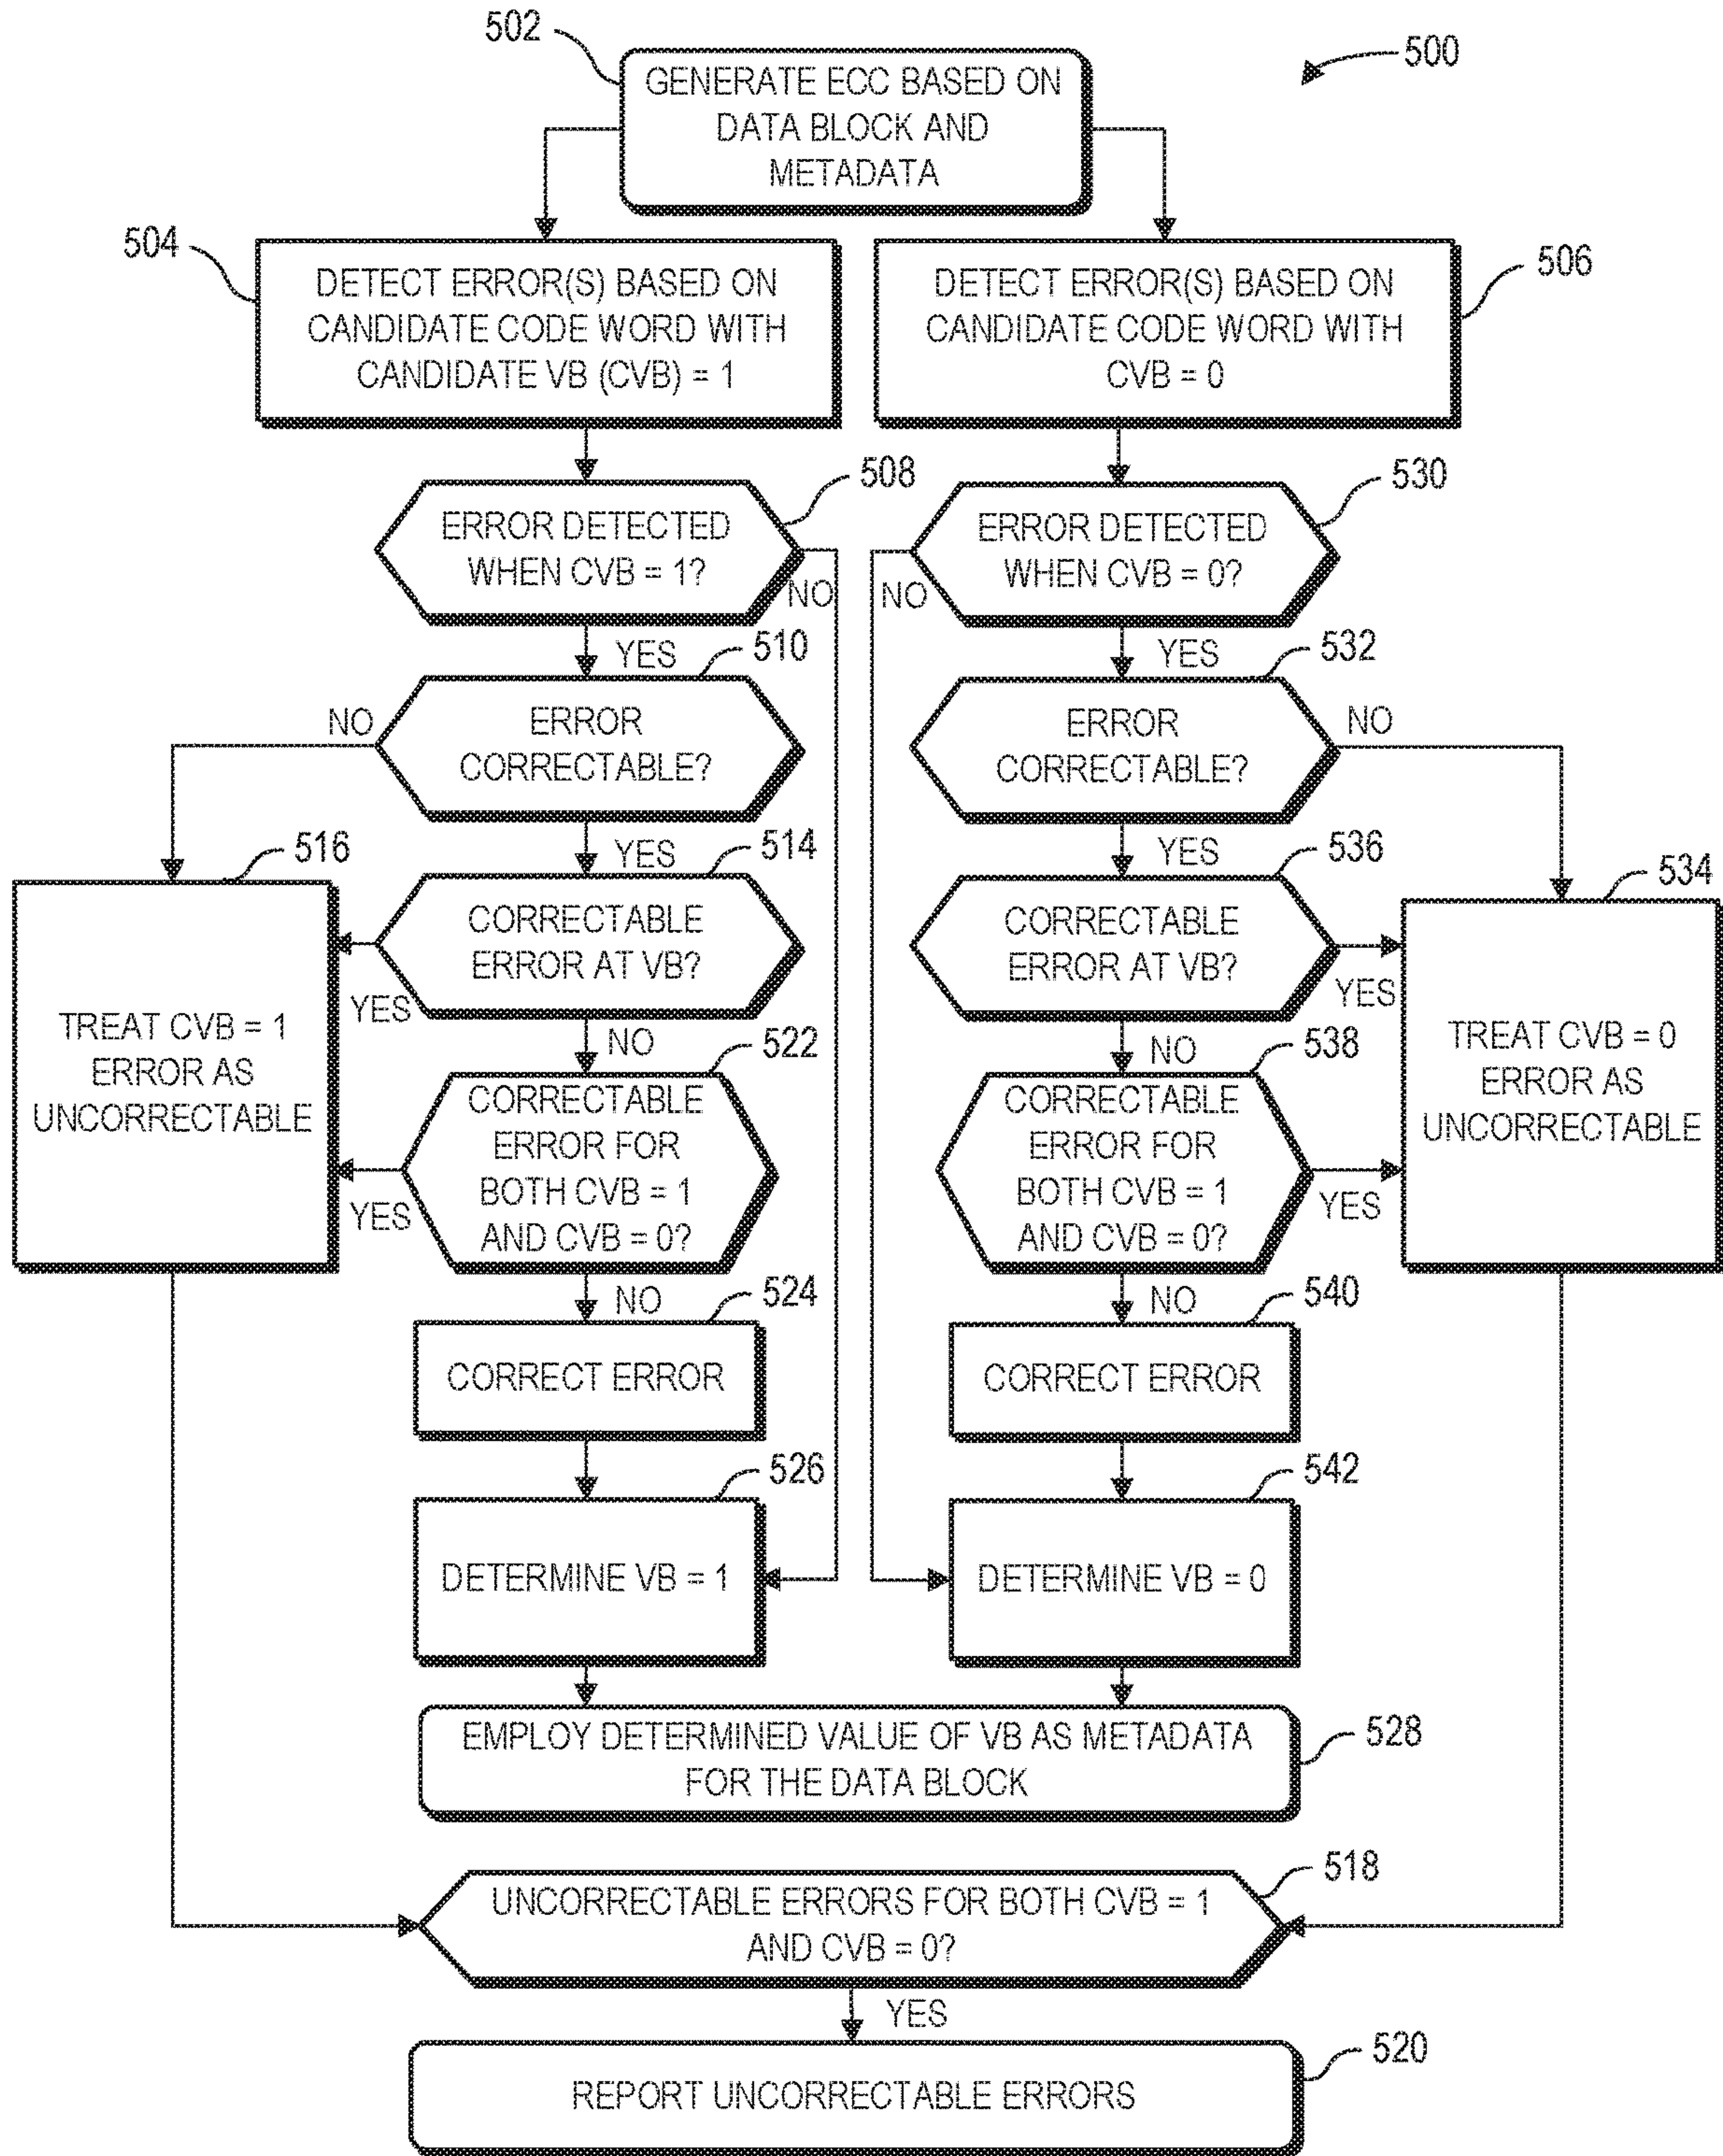 502
500
GENERATE ECC BASED ON
DATA BLOCK AND
METADATA
504
DETECT ERROR(S) BASED ON
CANDIDATE CODE WORD WITH
CANDIDATE VB (CVB) = 1
506
DETECT ERROR(S) BASED ON
CANDIDATE CODE WORD WITH
CVB = 0
508
ERROR DETECTED
WHEN CVB = 1?
NO
YES
530
ERROR DETECTED
WHEN CVB = 0?
NO
YES
510
ERROR
CORRECTABLE?
NO
YES
532
ERROR
CORRECTABLE?
NO
YES
516
TREAT CVB = 1
ERROR AS
UNCORRECTABLE
514
CORRECTABLE
ERROR AT VB?
YES
NO
536
CORRECTABLE
ERROR AT VB?
YES
NO
534
TREAT CVB = 0
ERROR AS
UNCORRECTABLE
522
CORRECTABLE
ERROR FOR
BOTH CVB = 1
AND CVB = 0?
YES
NO
538
CORRECTABLE
ERROR FOR
BOTH CVB = 1
AND CVB = 0?
YES
NO
524
CORRECT ERROR
540
CORRECT ERROR
526
DETERMINE VB = 1
542
DETERMINE VB = 0
EMPLOY DETERMINED VALUE OF VB AS METADATA
FOR THE DATA BLOCK
528
518
UNCORRECTABLE ERRORS FOR BOTH CVB = 1
AND CVB = 0?
YES
520
REPORT UNCORRECTABLE ERRORS